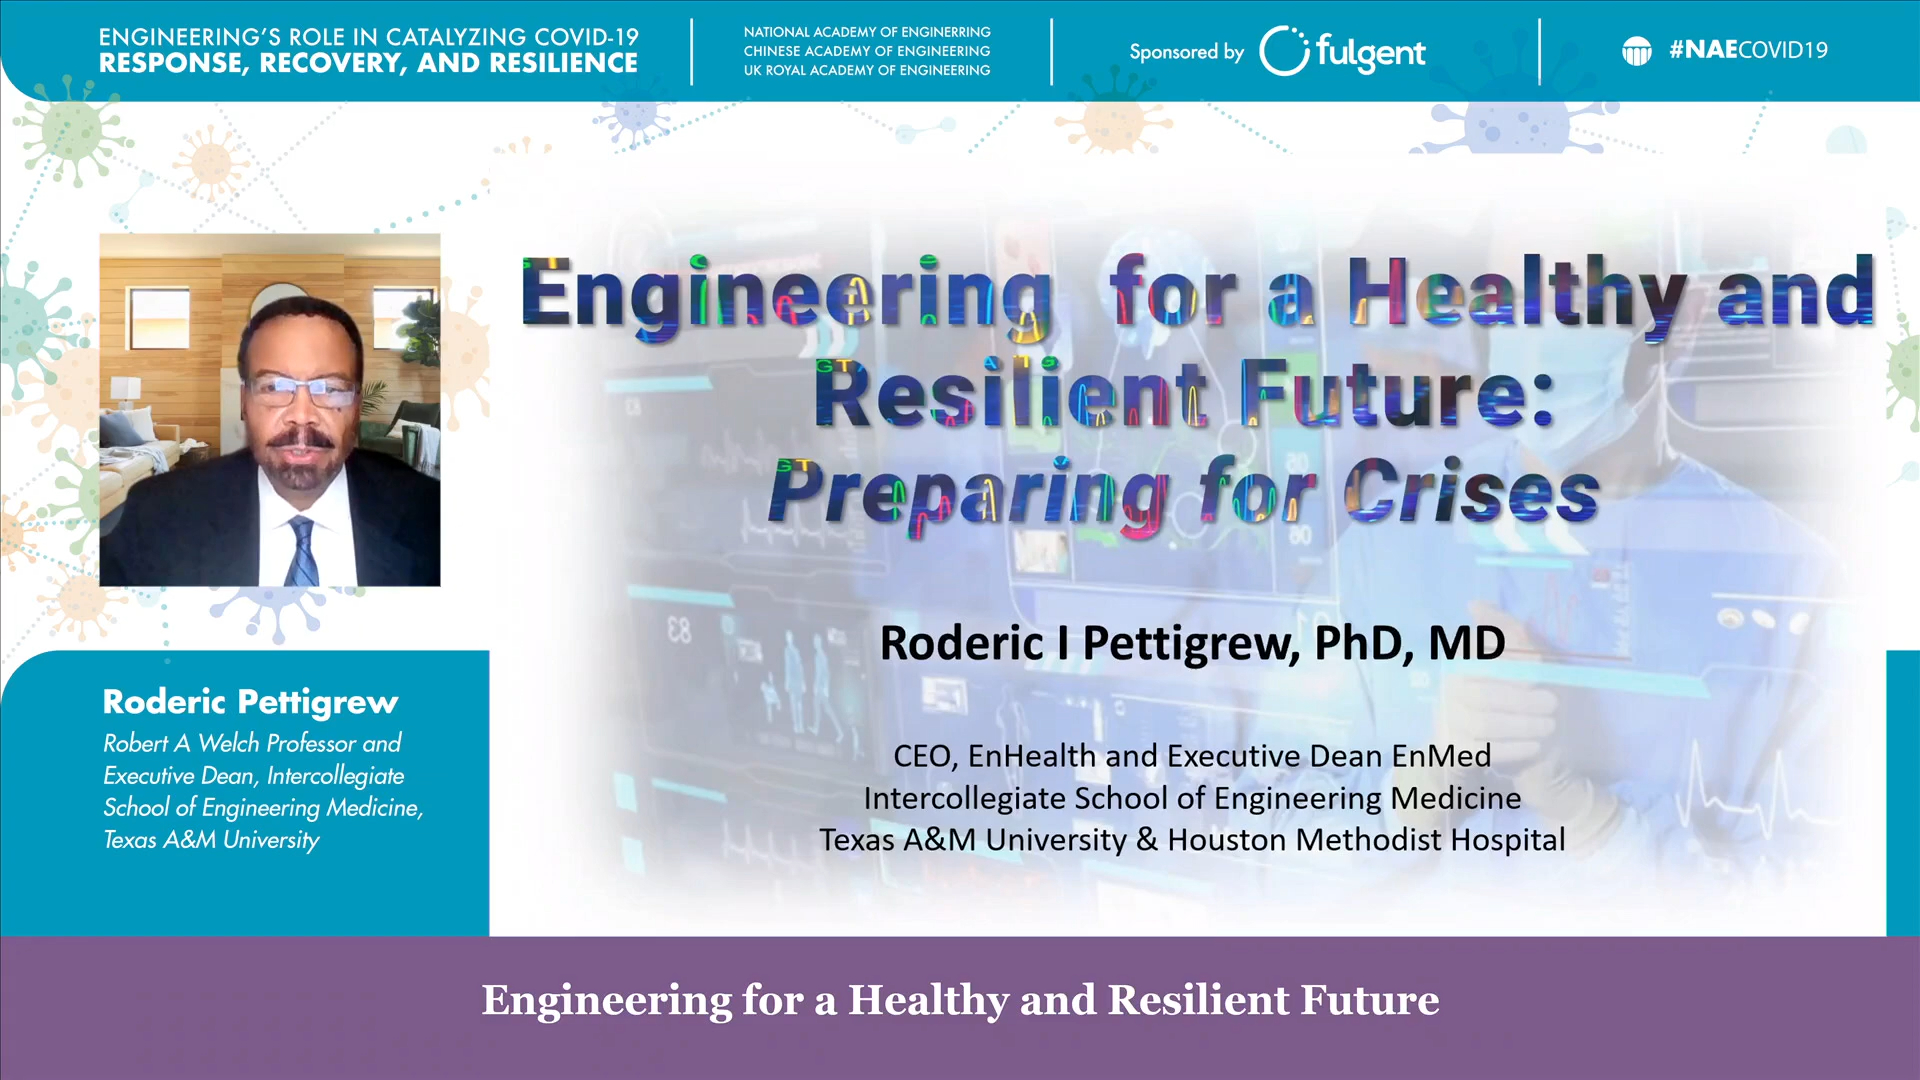 ENGINEERING'S ROLE IN CATALYZING COVID-19
RESPONSE, RECOVERY, AND RESILIENCE
NATIONAL ACADEMY OF ENGINERRING
CHINESE ACADEMY OF ENGINEERING
UK ROYAL ACADEMY OF ENGINEERING
Sponsored by fulgent
#NAECOVID19
Engineering for a Healthy and
Resilient Future:
Preparing for Crises
Roderic I Pettigrew, PhD, MD
CEO, EnHealth and Executive Dean EnMed
Intercollegiate School of Engineering Medicine
Texas A&M University & Houston Methodist Hospital
Roderic Pettigrew
Robert A Welch Professor and
Executive Dean, Intercollegiate
School of Engineering Medicine,
Texas A&M University
Engineering for a Healthy and Resilient Future